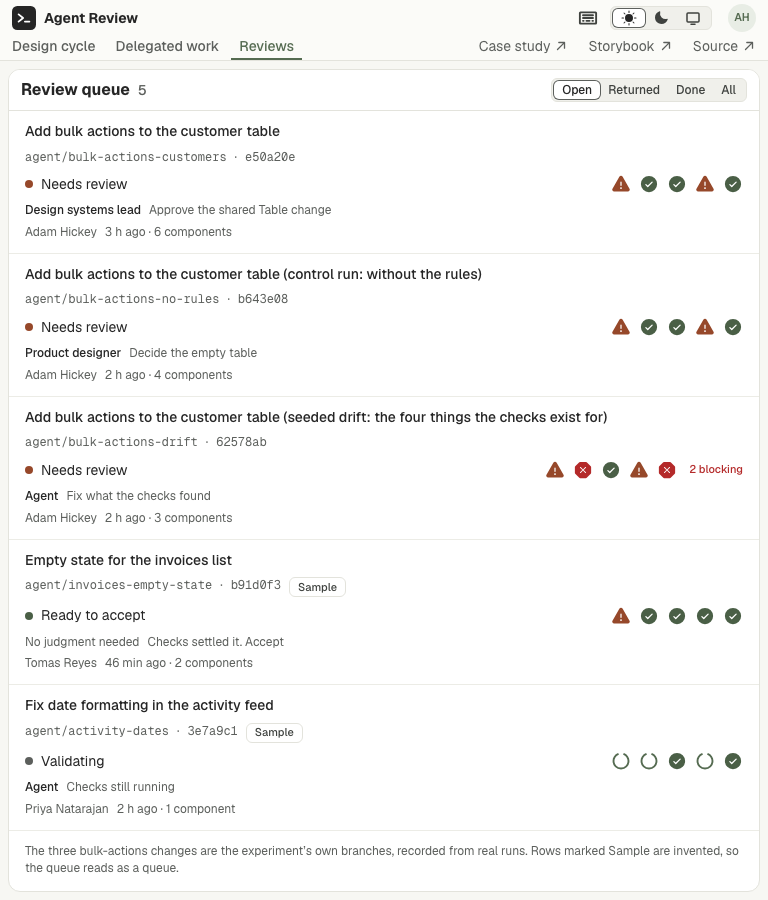 Agent Review
AH
Design cycle Delegated work Reviews Case study ↗ Storybook ↗ Source ↗
Review queue 5 Open Returned Done All
Add bulk actions to the customer table
agent/bulk-actions-customers · e50a20e
Needs review
Design systems lead Approve the shared Table change
Adam Hickey 3 h ago · 6 components
Add bulk actions to the customer table (control run: without the rules)
agent/bulk-actions-no-rules · b643e08
Needs review
Product designer Decide the empty table
Adam Hickey 2 h ago · 4 components
Add bulk actions to the customer table (seeded drift: the four things the checks exist for)
agent/bulk-actions-drift · 62578ab
Needs review 2 blocking
Agent Fix what the checks found
Adam Hickey 2 h ago · 3 components
Empty state for the invoices list
agent/invoices-empty-state · b91d0f3 Sample
Ready to accept
No judgment needed Checks settled it. Accept
Tomas Reyes 46 min ago · 2 components
Fix date formatting in the activity feed
agent/activity-dates · 3e7a9c1 Sample
Validating
Agent Checks still running
Priya Natarajan 2 h ago · 1 component
The three bulk-actions changes are the experiment's own branches, recorded from real runs. Rows marked Sample are invented, so
the queue reads as a queue.